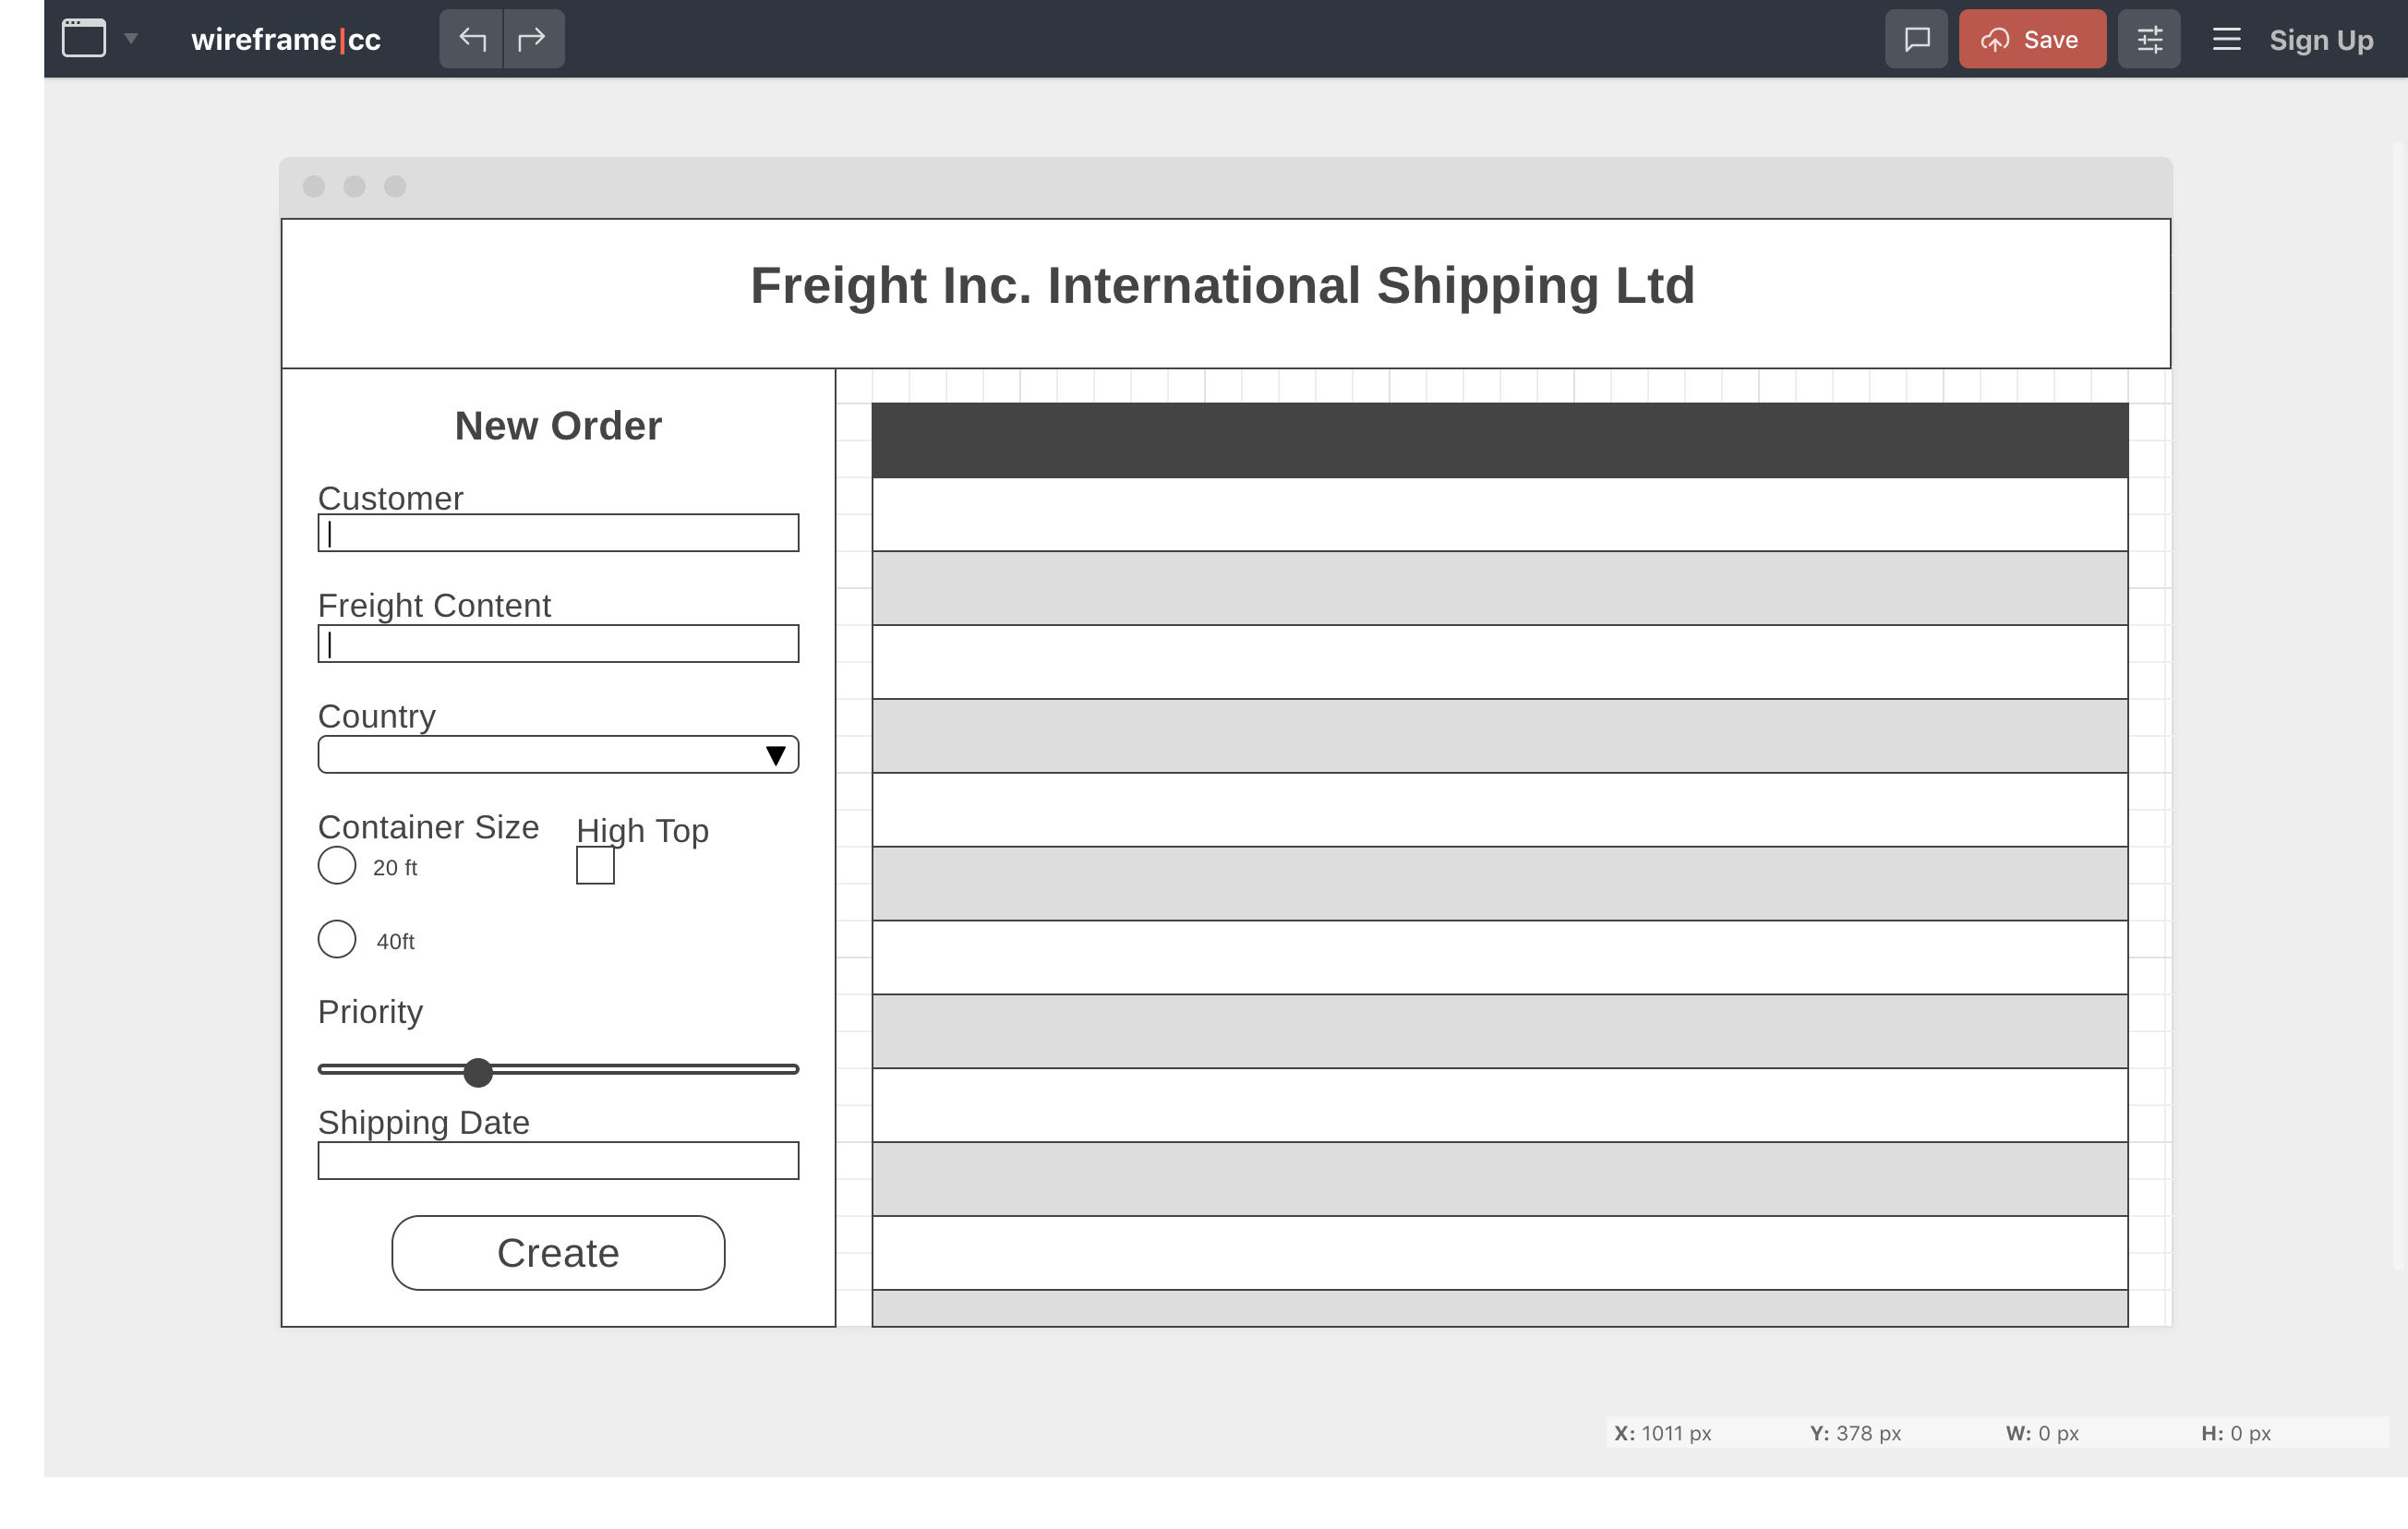 wireframe|cc
Save
Sign Up
Freight Inc. International Shipping Ltd
New Order
Customer
Freight Content
Country
Container Size High Top
20 ft
40ft
Priority
Shipping Date
Create
X: 1011 px Y: 378 px W: 0 px H: 0 px